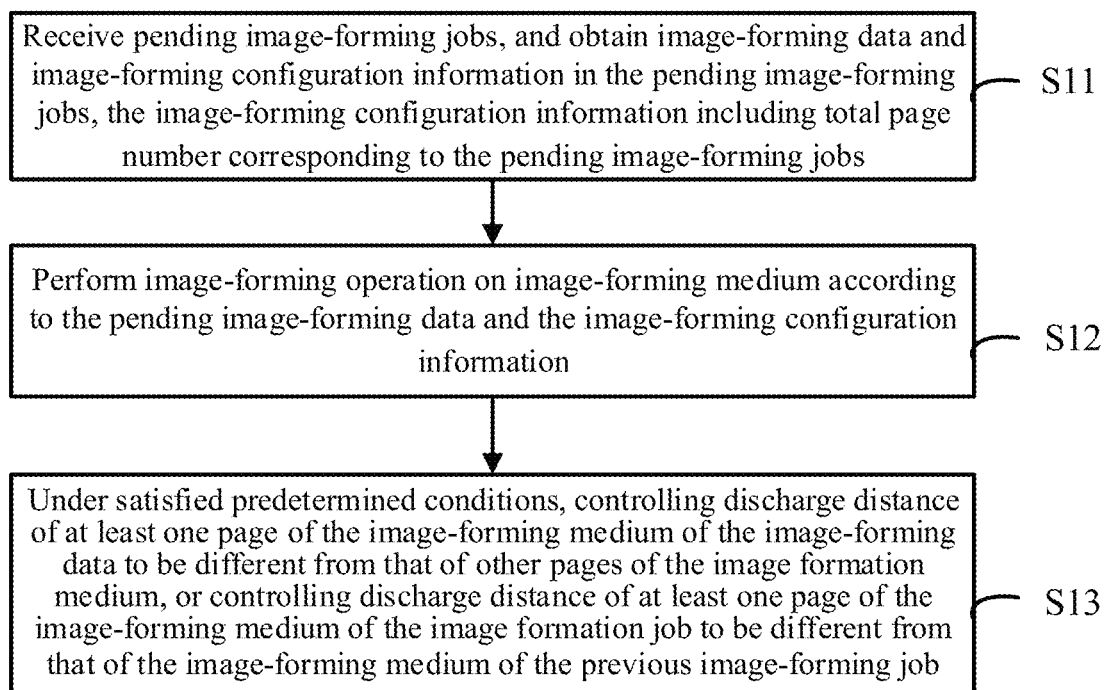 Receive pending image-forming jobs, and obtain image-forming data and
image-forming configuration information in the pending image-forming
jobs, the image-forming configuration information including total page
number corresponding to the pending image-forming jobs
S11
Perform image-forming operation on image-forming medium according
to the pending image-forming data and the image-forming configuration
information
S12
Under satisfied predetermined conditions, controlling discharge distance
of at least one page of the image-forming medium of the image-forming
data to be different from that of other pages of the image formation
medium, or controlling discharge distance of at least one page of the
image-forming medium of the image formation job to be different from
that of the image-forming medium of the previous image-forming job
S13